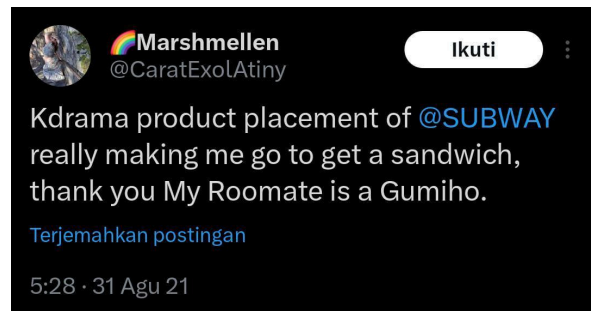 🌈Marshmellen
@CaratExolAtiny
Ikuti
Kdrama product placement of @SUBWAY
really making me go to get a sandwich,
thank you My Roomate is a Gumiho.
Terjemahkan postingan
5:28 · 31 Agu 21